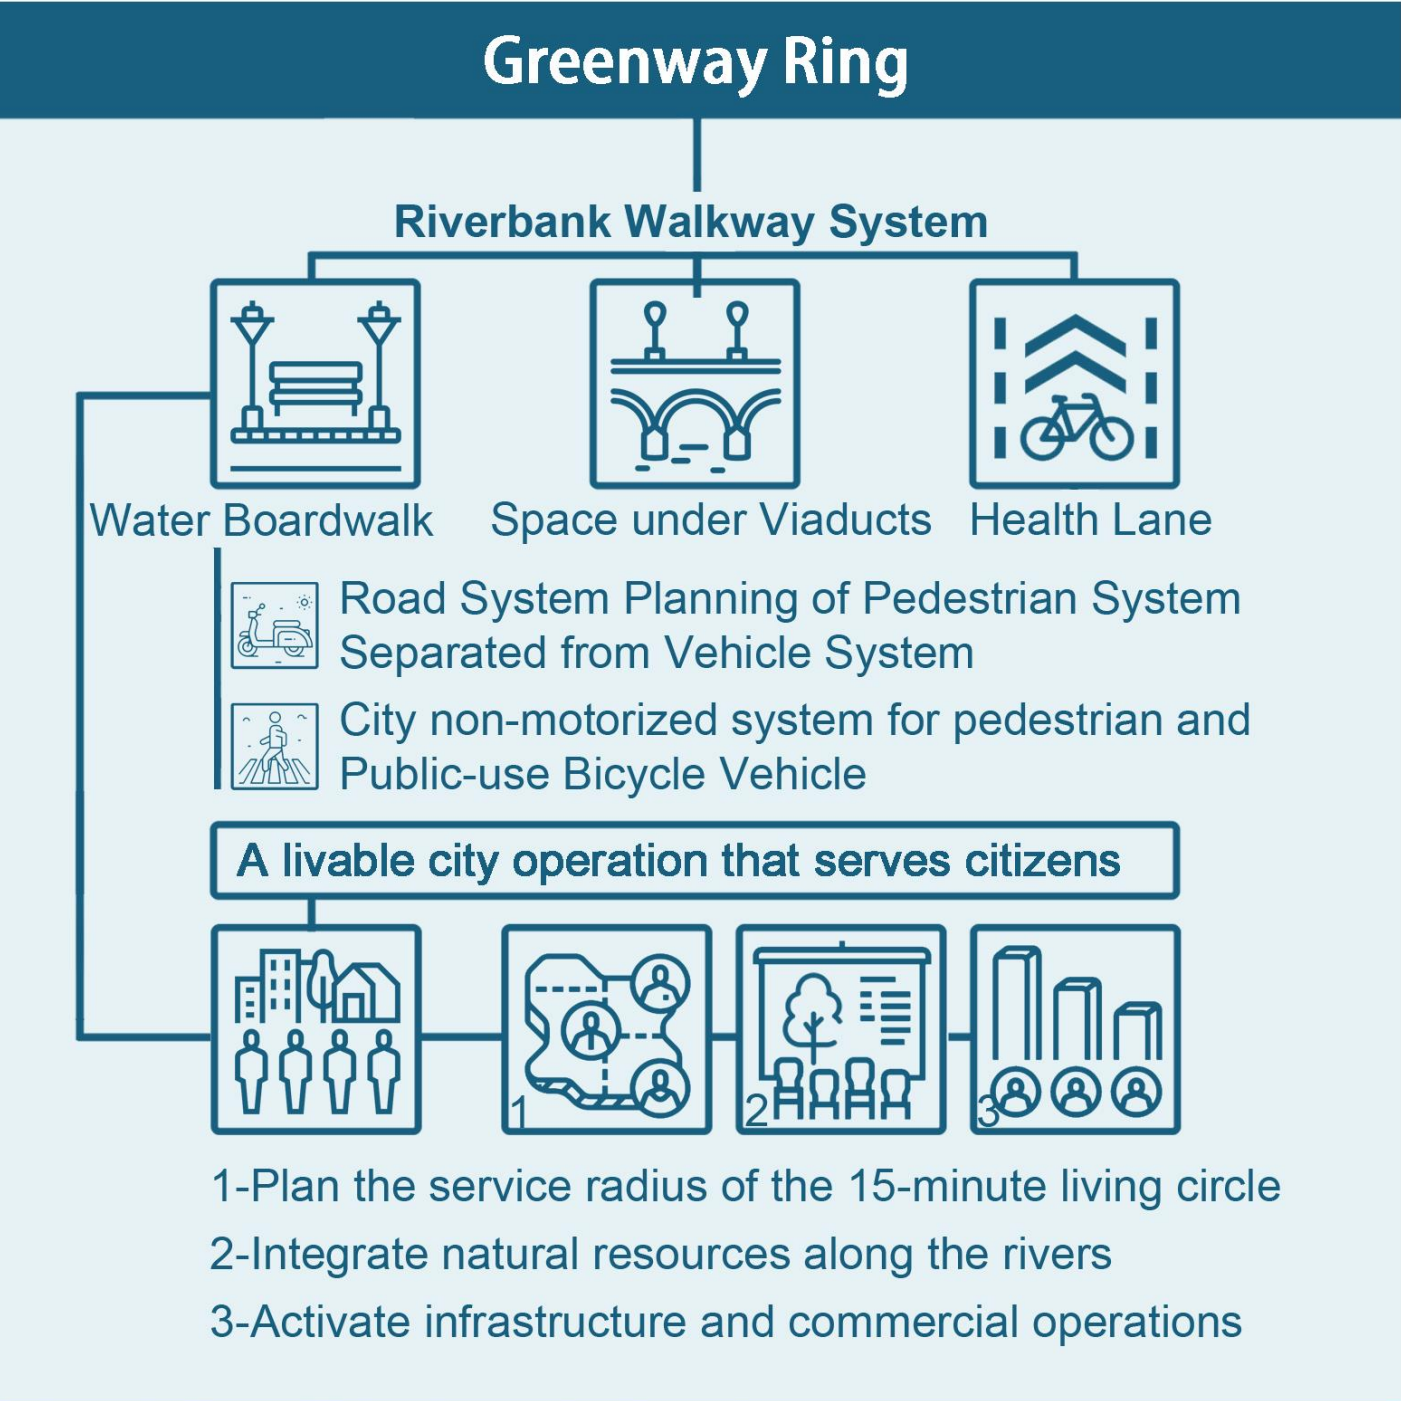 Greenway Ring
Riverbank Walkway System
Water Boardwalk
Space under Viaducts
Health Lane
Road System Planning of Pedestrian System
Separated from Vehicle System
City non-motorized system for pedestrian and
Public-use Bicycle Vehicle
A livable city operation that serves citizens
1
2
3
1-Plan the service radius of the 15-minute living circle
2-Integrate natural resources along the rivers
3-Activate infrastructure and commercial operations